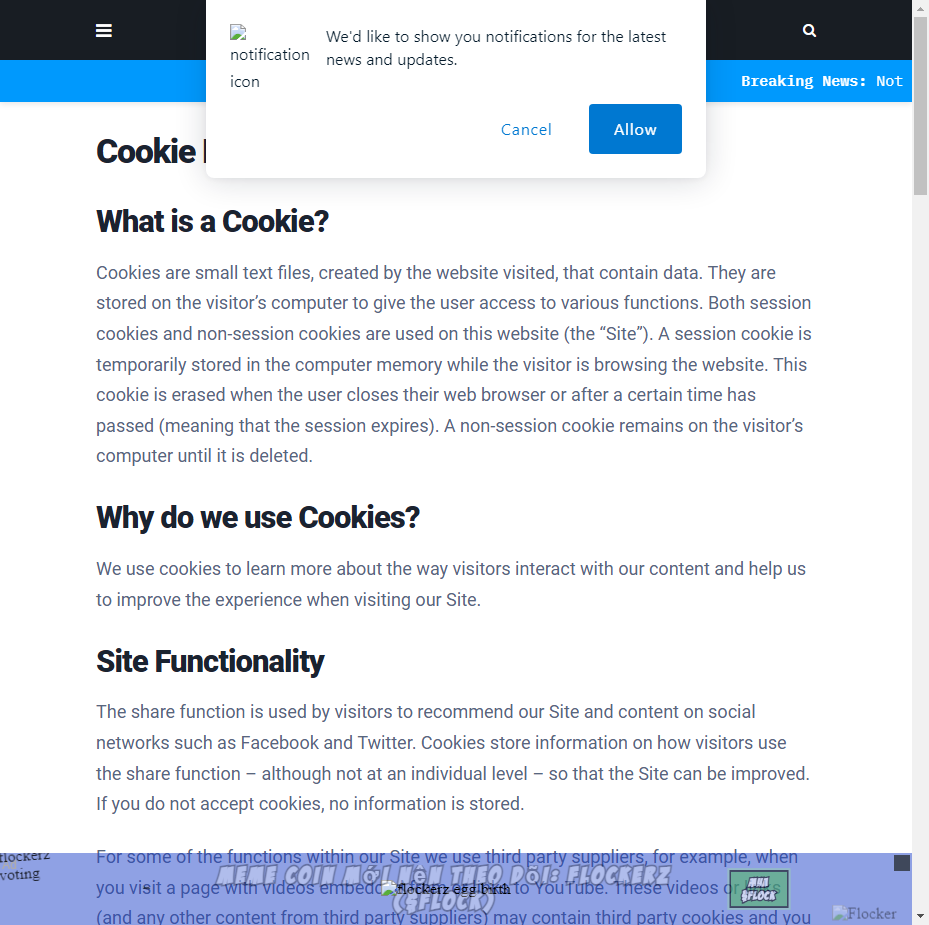 notification
icon
We'd like to show you notifications for the latest
news and updates.
Cancel
Allow
Breaking News: Not
Cookie
What is a Cookie?
Cookies are small text files, created by the website visited, that contain data. They are
stored on the visitor’s computer to give the user access to various functions. Both session
cookies and non-session cookies are used on this website (the “Site”). A session cookie is
temporarily stored in the computer memory while the visitor is browsing the website. This
cookie is erased when the user closes their web browser or after a certain time has
passed (meaning that the session expires). A non-session cookie remains on the visitor’s
computer until it is deleted.
Why do we use Cookies?
We use cookies to learn more about the way visitors interact with our content and help us
to improve the experience when visiting our Site.
Site Functionality
The share function is used by visitors to recommend our Site and content on social
networks such as Facebook and Twitter. Cookies store information on how visitors use
the share function – although not at an individual level – so that the Site can be improved.
If you do not accept cookies, no information is stored.
For some of the functions within our Site we use third party suppliers, for example, when
you visit a page with videos embedded from or links to YouTube. These videos or links
(and any other content from third party suppliers) may contain third party cookies and you
flockerz
voting
MEME COIN MỚI NÊN THEO DÕI: FLOCKERZ
($FLOCK)
flockerz egg birth
MUA
$FLOCK
Flocker